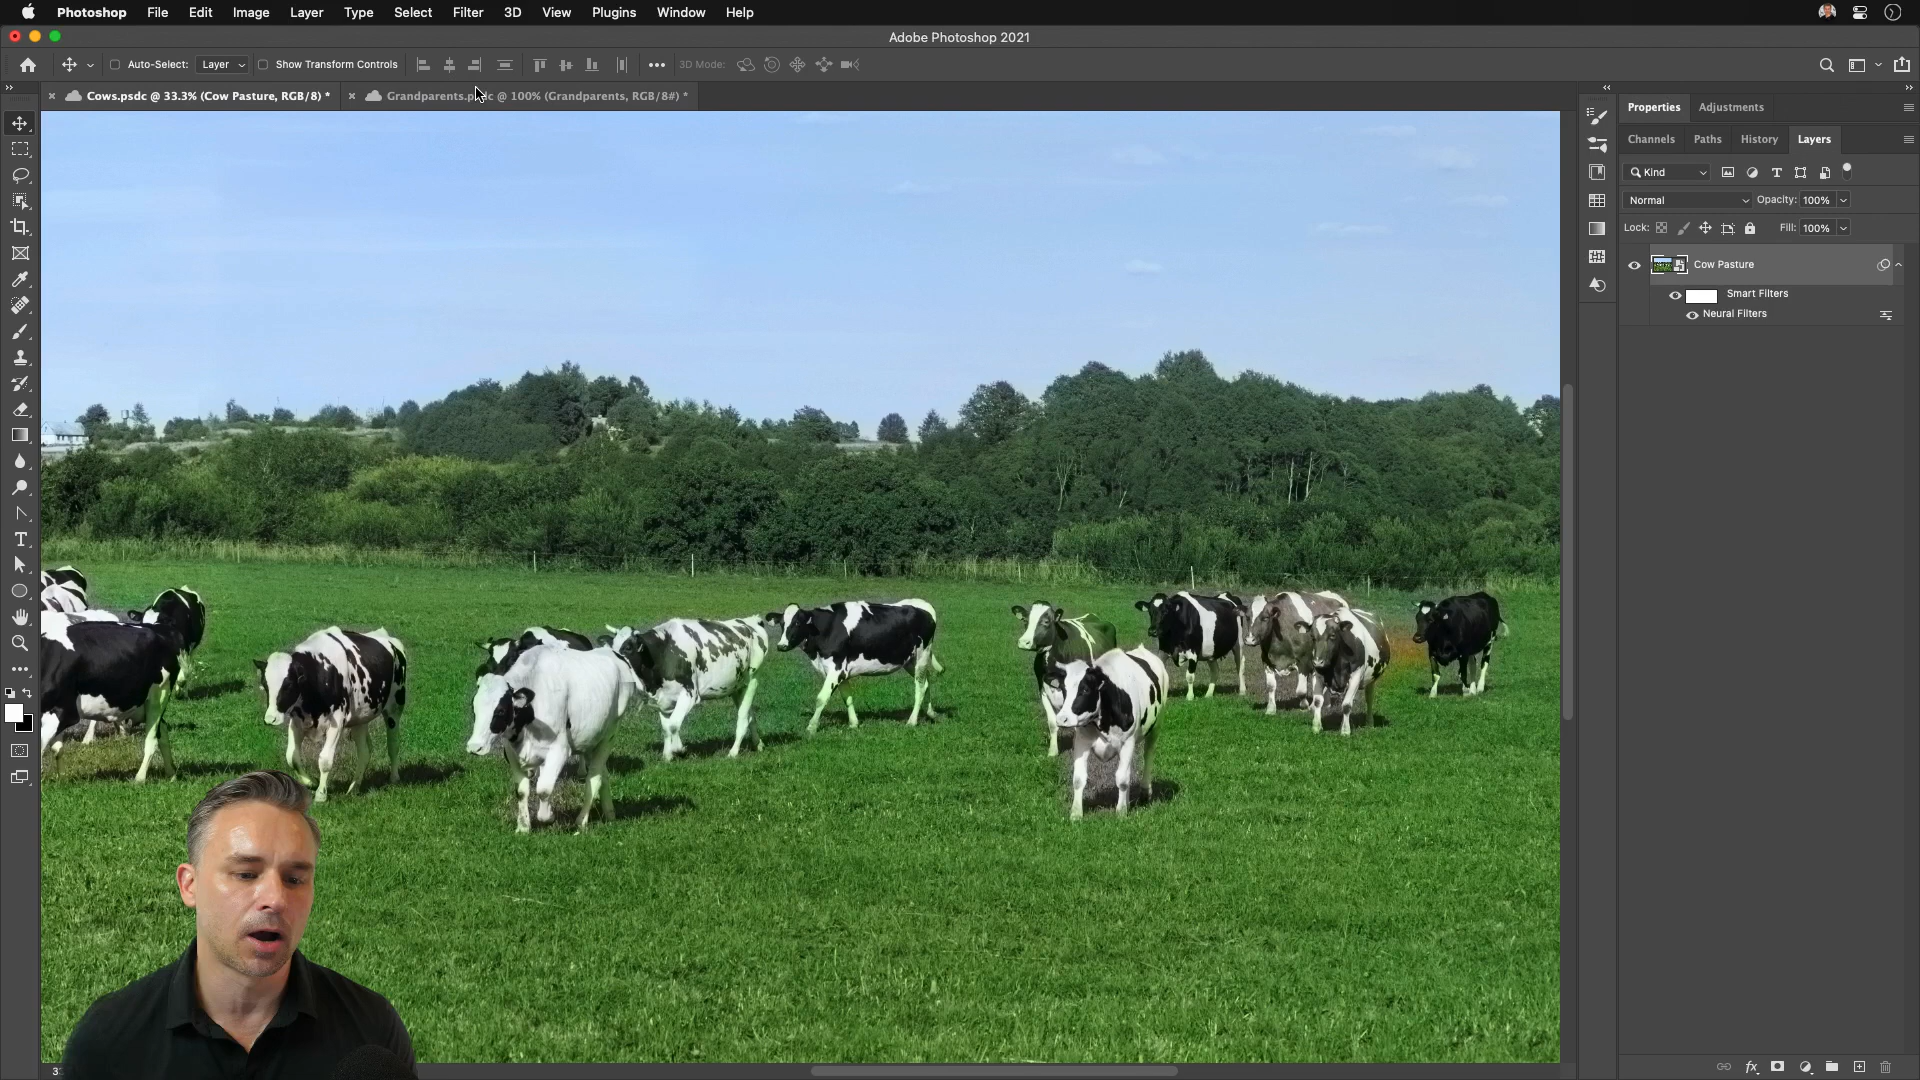 Photoshop File Edit Image Layer Type Select Filter 3D View Plugins Window Help
Adobe Photoshop 2021
Auto-Select: Layer Show Transform Controls 3D Mode:
Cows.psdc @ 33.3% (Cow Pasture, RGB/8) * Grandparents.psdc @ 100% (Grandparents, RGB/8#) *
Properties Adjustments
Channels Paths History Layers
Kind
Normal Opacity: 100%
Lock: Fill: 100%
Cow Pasture
Smart Filters
Neural Filters